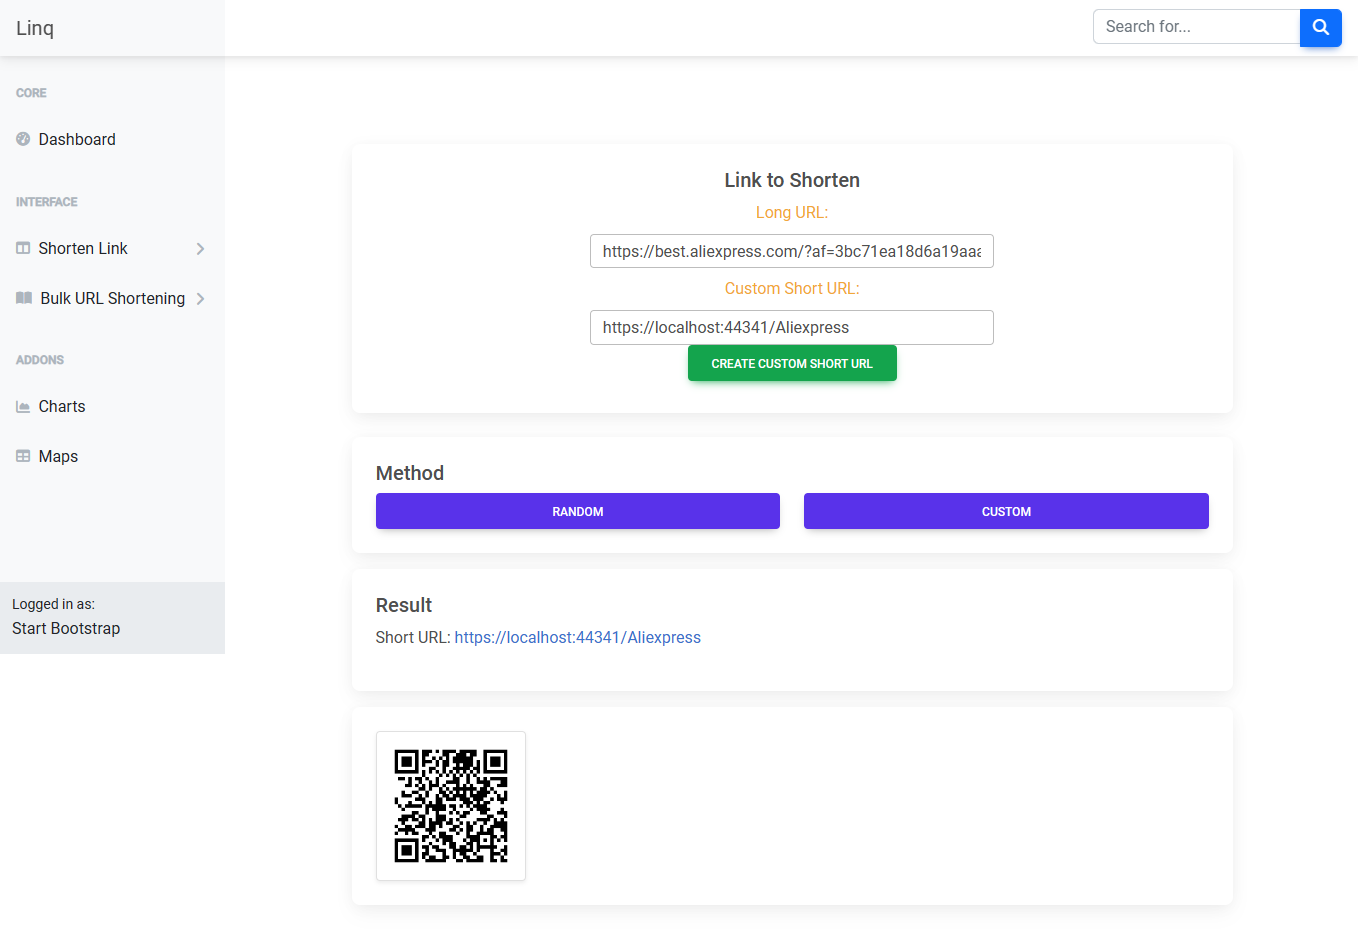 Linq
Search for...
CORE
Dashboard
INTERFACE
Shorten Link
Bulk URL Shortening
ADDONS
Charts
Maps
Logged in as:
Start Bootstrap
Link to Shorten
Long URL:
https://best.aliexpress.com/?af=3bc71ea18d6a19aaa
Custom Short URL:
https://localhost:44341/Aliexpress
CREATE CUSTOM SHORT URL
Method
RANDOM CUSTOM
Result
Short URL: https://localhost:44341/Aliexpress